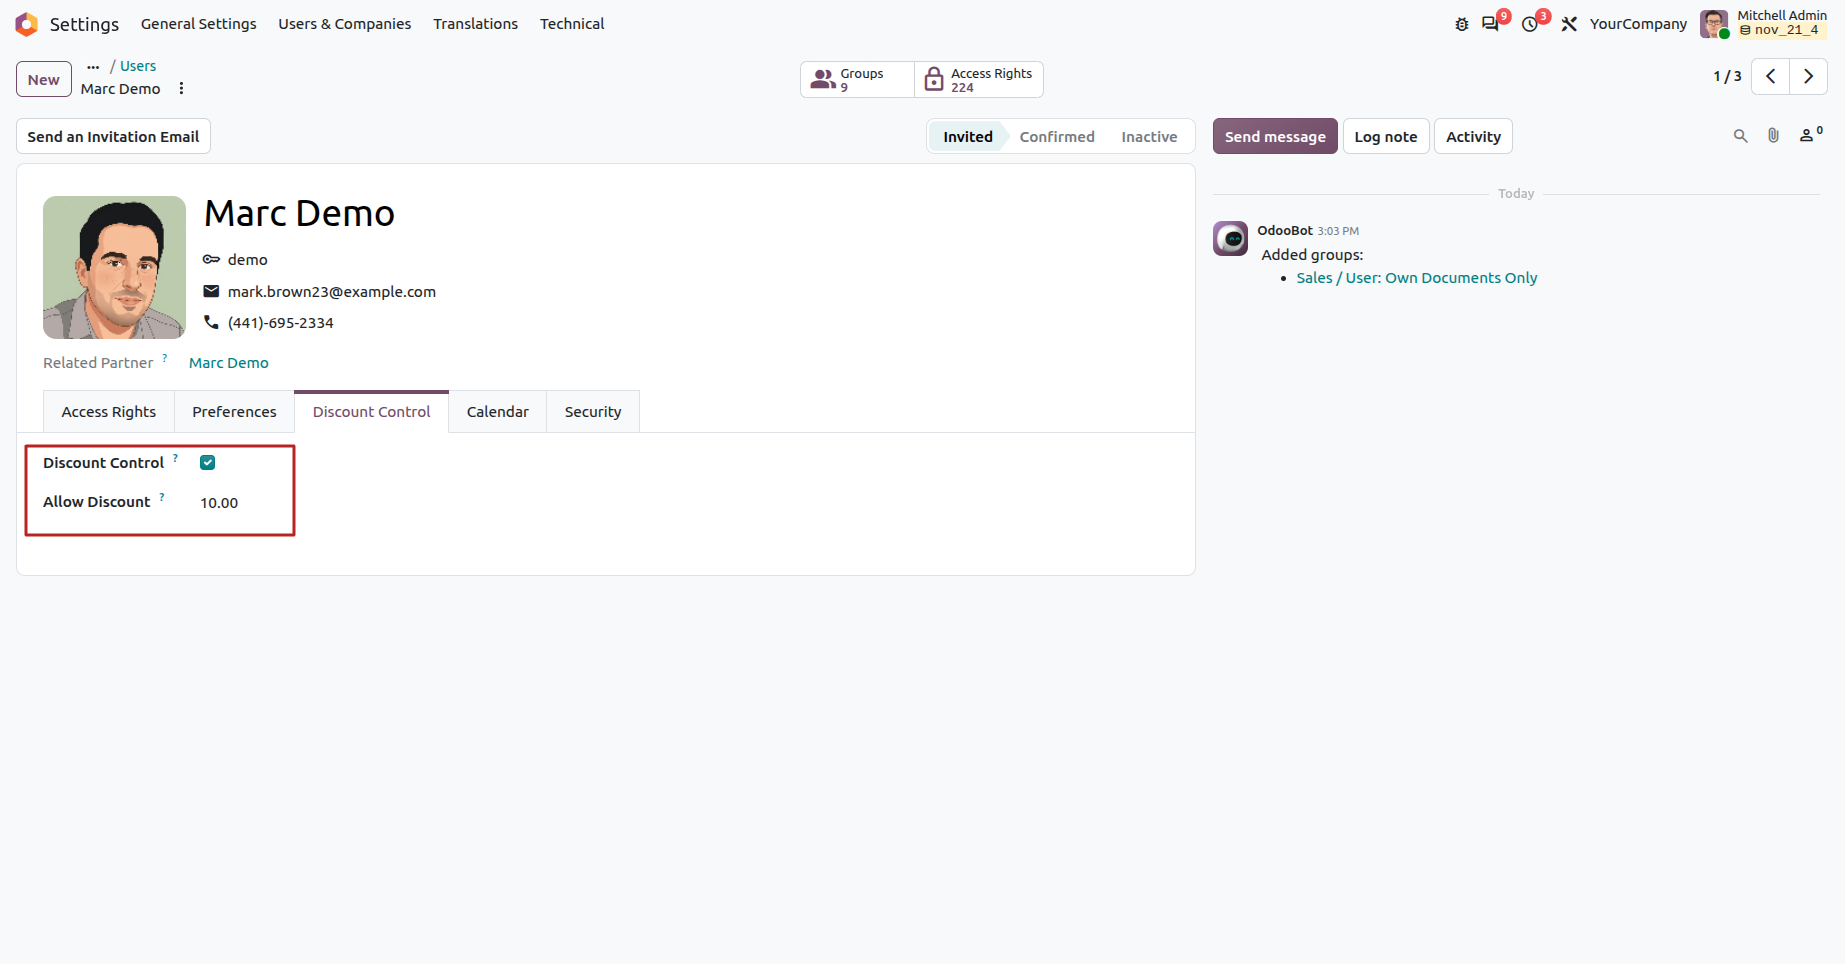 Settings General Settings Users & Companies Translations Technical 9 3 YourCompany Mitchell Admin
nov_21_4
New ... / Users
Marc Demo
Groups
9
Access Rights
224
1 / 3
Send an Invitation Email
Invited Confirmed Inactive
Send message Log note Activity 0
Marc Demo
demo
mark.brown23@example.com
(441)-695-2334
Related Partner ? Marc Demo
Access Rights Preferences Discount Control Calendar Security
Discount Control ?
Allow Discount ? 10.00
Today
OdooBot 3:03 PM
Added groups:
• Sales / User: Own Documents Only